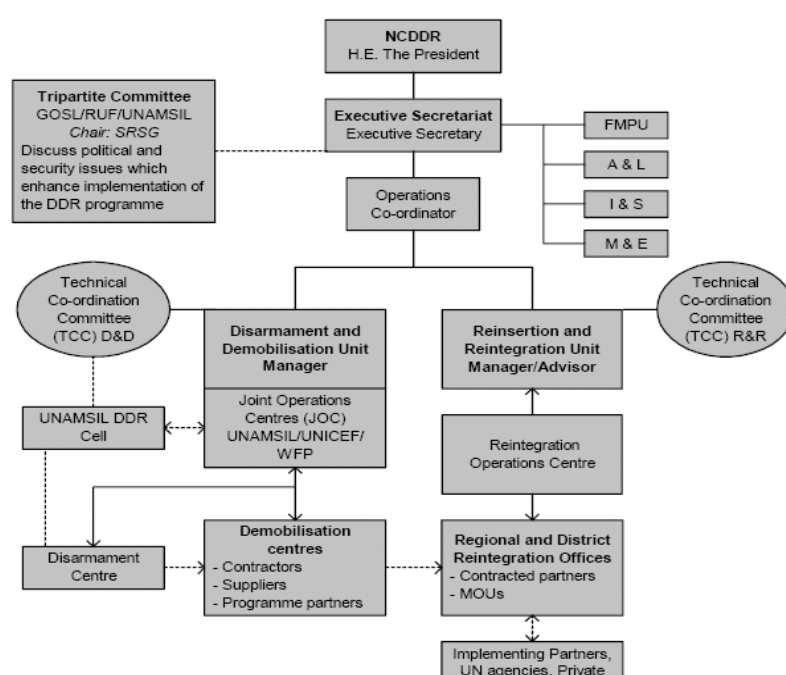 NCDDR
H.E. The President
Tripartite Committee
GOSL/RUF/UNAMSIL
Chair: SRSG
Discuss political and
security issues which
enhance implementation of
the DDR programme
Executive Secretariat
Executive Secretary
FMPU
A & L
I & S
M & E
Operations
Co-ordinator
Technical
Co-ordination
Committee
(TCC) D&D
Disarmament and
Demobilisation Unit
Manager
Reinsertion and
Reintegration Unit
Manager/Advisor
Technical
Co-ordination
Committee
(TCC) R&R
UNAMSIL DDR
Cell
Joint Operations
Centres (JOC)
UNAMSIL/UNICEF/
WFP
Reintegration
Operations Centre
Disarmament
Centre
Demobilisation
centres
- Contractors
- Suppliers
- Programme partners
Regional and District
Reintegration Offices
- Contracted partners
- MOUs
Implementing Partners,
UN agencies, Private